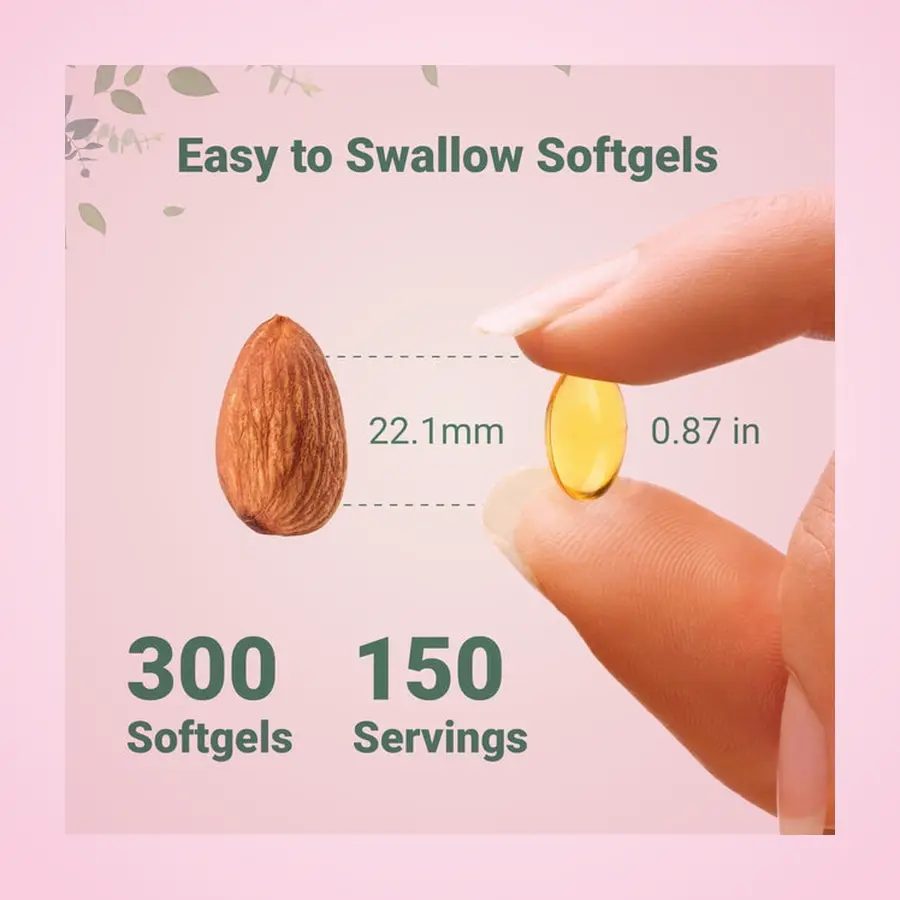 Easy to Swallow Softgels
22.1mm
0.87 in
300
Softgels
150
Servings